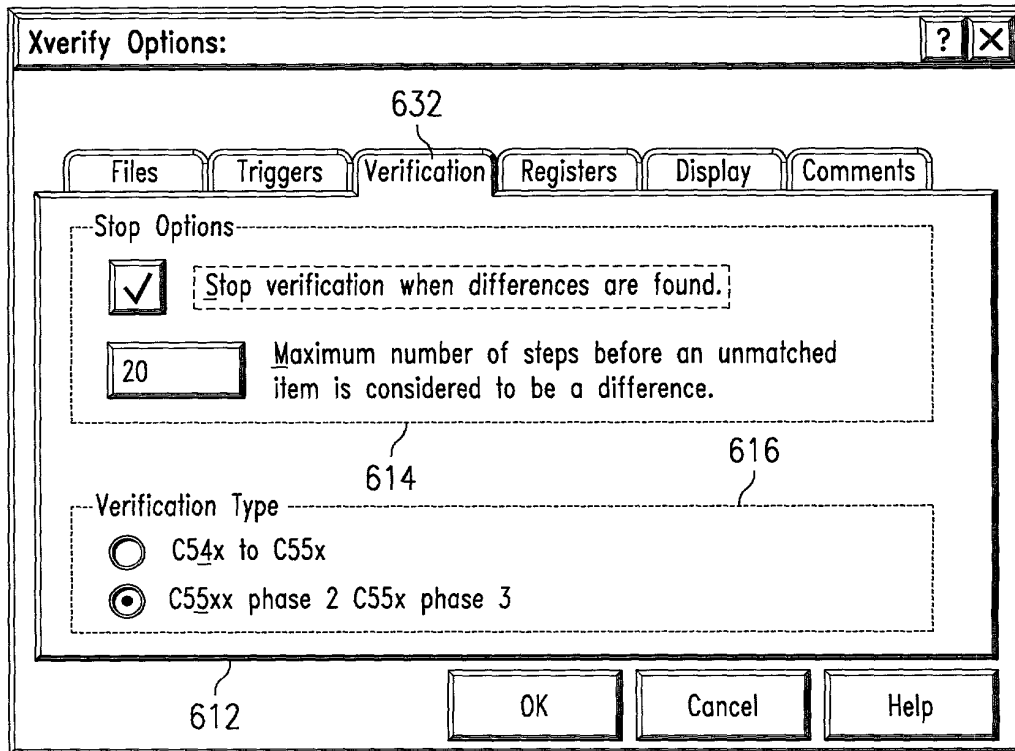 Xverify Options:
? X
632
Files Triggers Verification Registers Display Comments
Stop Options
Stop verification when differences are found.
20
Maximum number of steps before an unmatched
item is considered to be a difference.
614
616
Verification Type
C54x to C55x
C55xx phase 2 C55x phase 3
612
OK Cancel Help